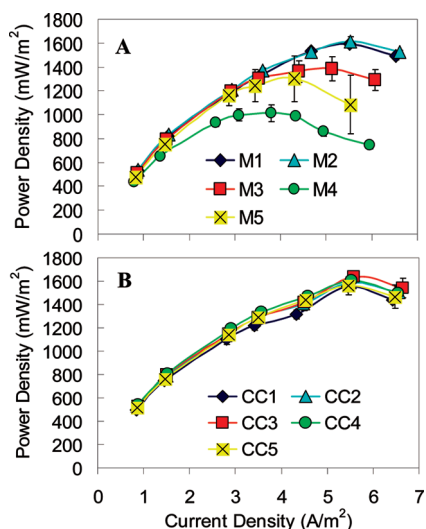 A
Power Density (mW/m²)
1800
1600
1400
1200
1000
800
600
400
200
0
M1 M2
M3 M4
M5
B
Power Density (mW/m²)
1800
1600
1400
1200
1000
800
600
400
200
0
CC1 CC2
CC3 CC4
CC5
0 1 2 3 4 5 6 7
Current Density (A/m²)